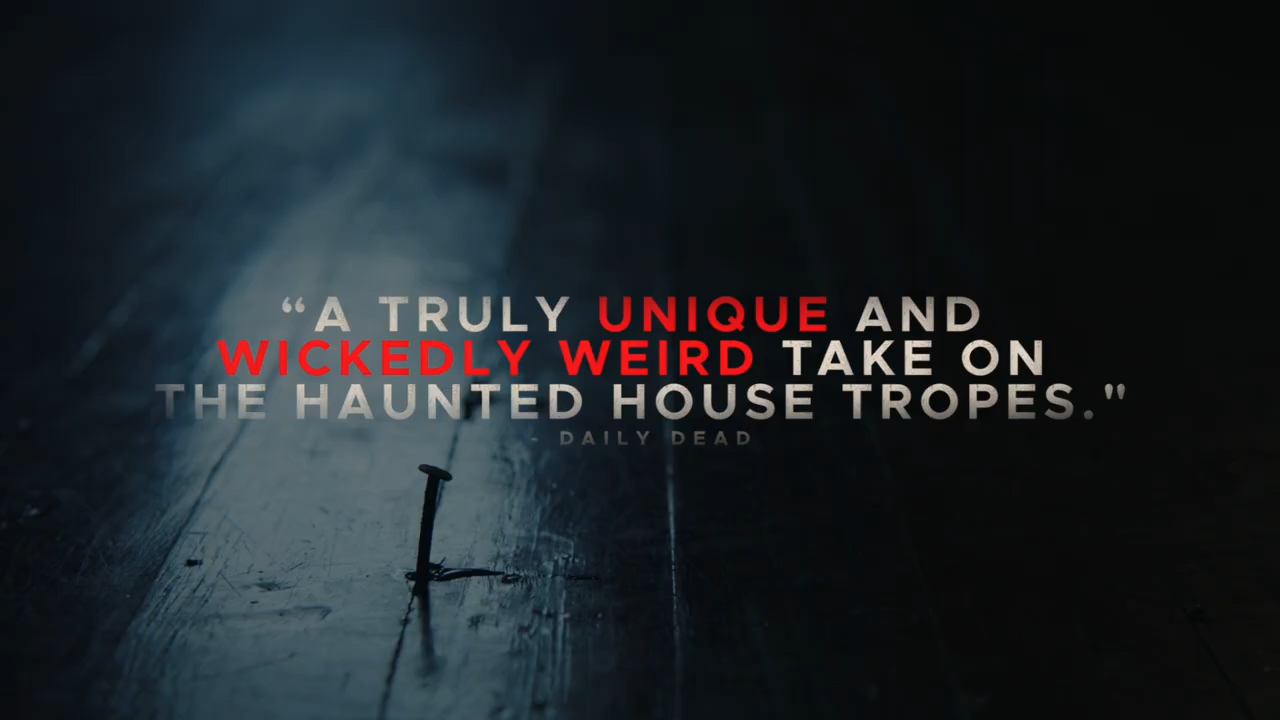 “A TRULY UNIQUE AND
WICKEDLY WEIRD TAKE ON
THE HAUNTED HOUSE TROPES."
- DAILY DEAD